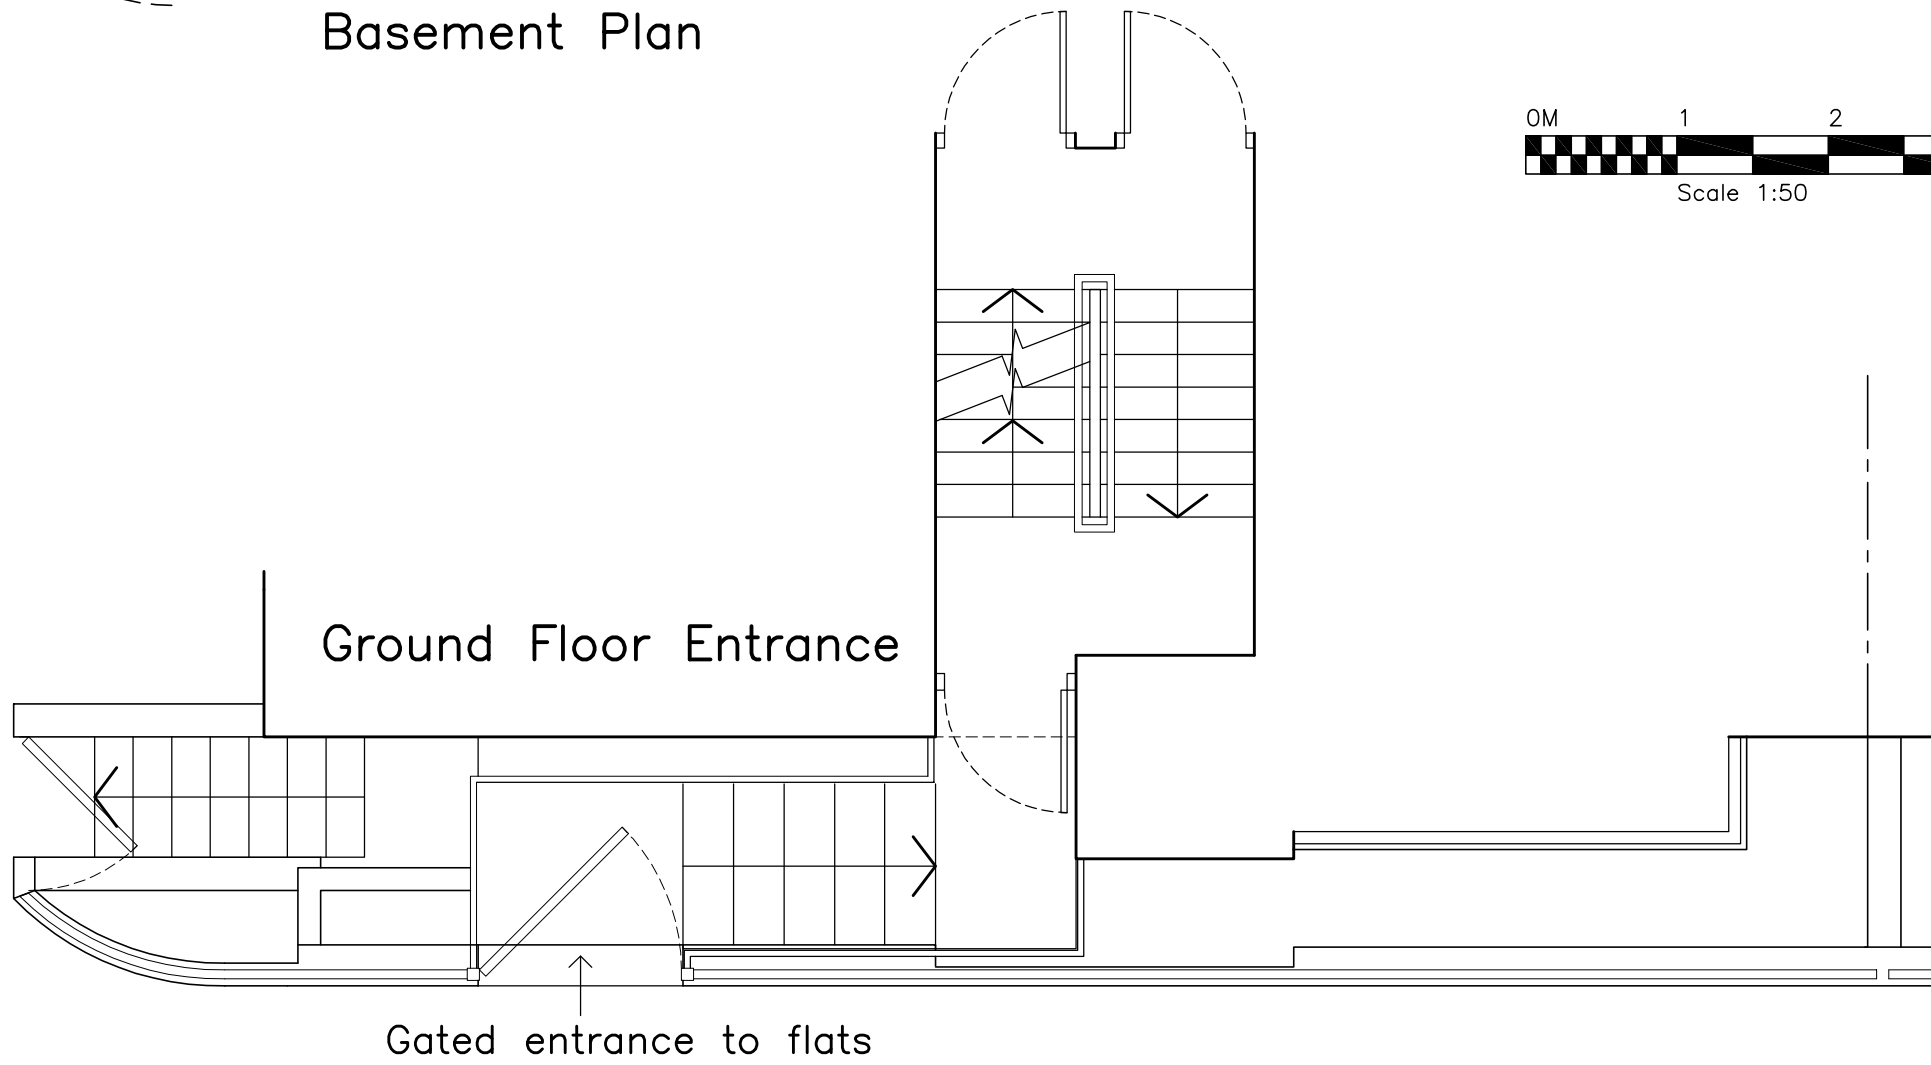 Basement Plan
0M 1 2
Scale 1:50
Ground Floor Entrance
Gated entrance to flats